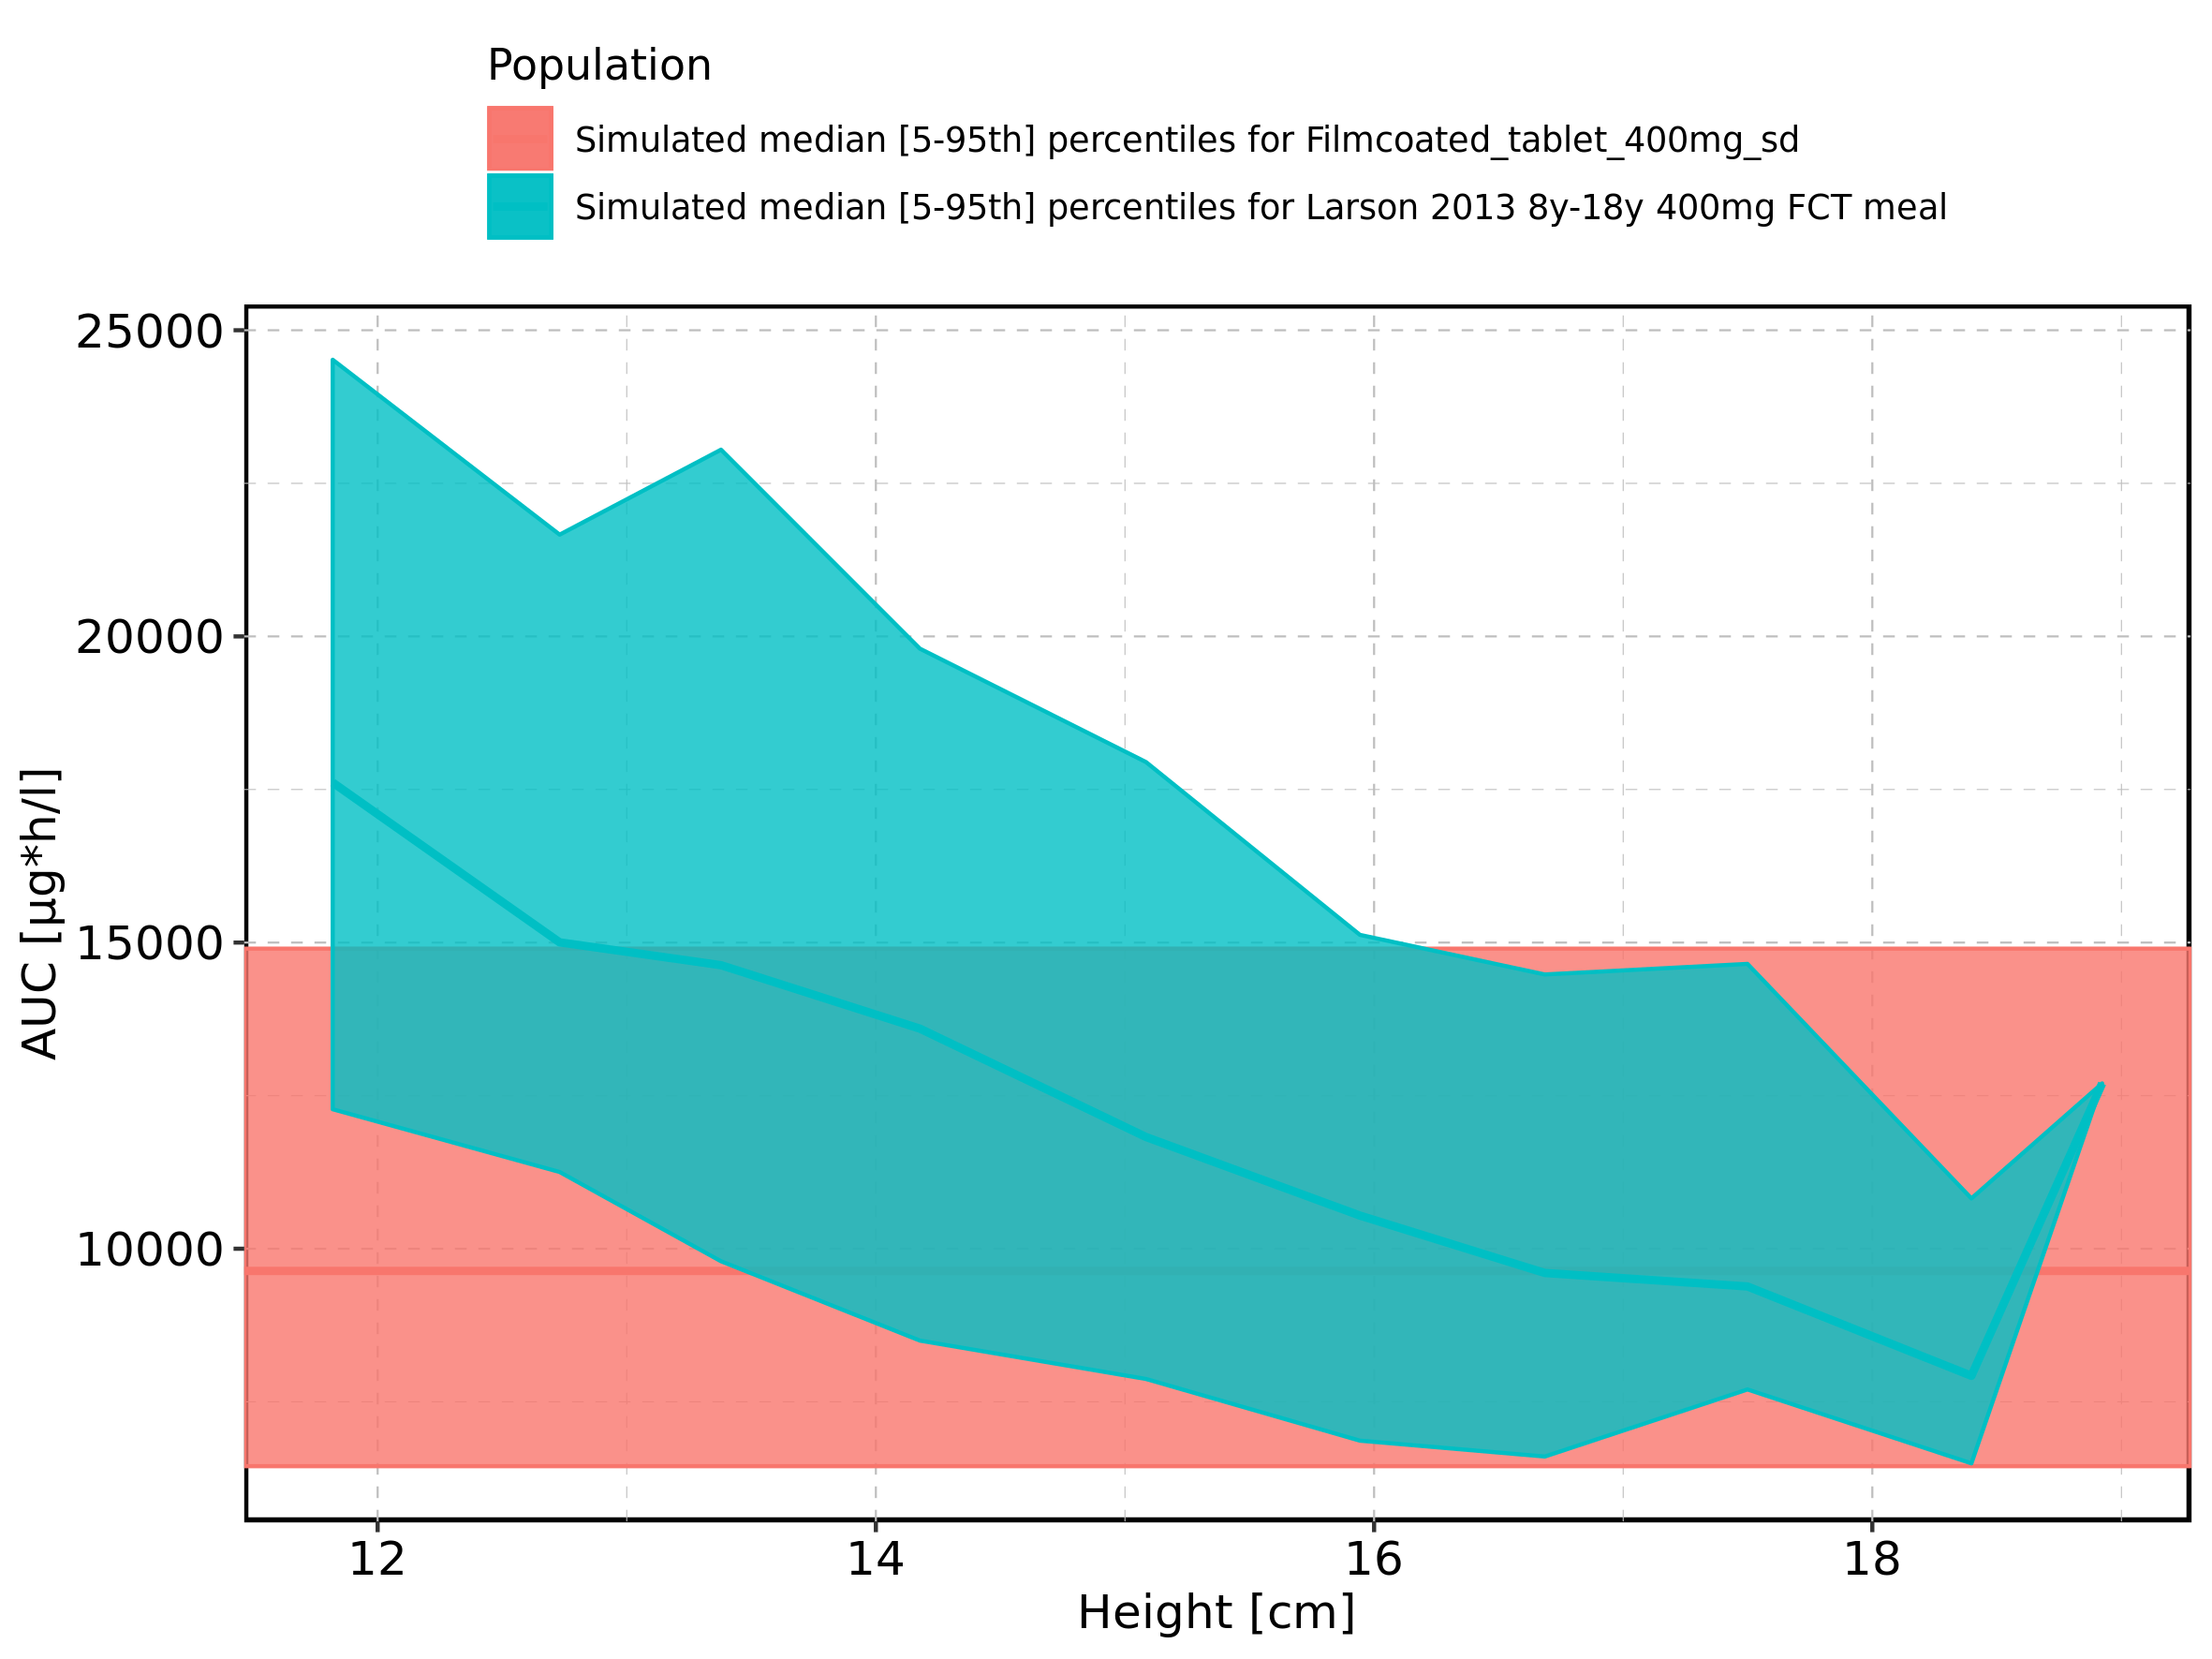 Population
Simulated median [5-95th] percentiles for Filmcoated_tablet_400mg_sd
Simulated median [5-95th] percentiles for Larson 2013 8y-18y 400mg FCT meal
AUC [µg*h/l]
25000
20000
15000
10000
12 14 16 18
Height [cm]